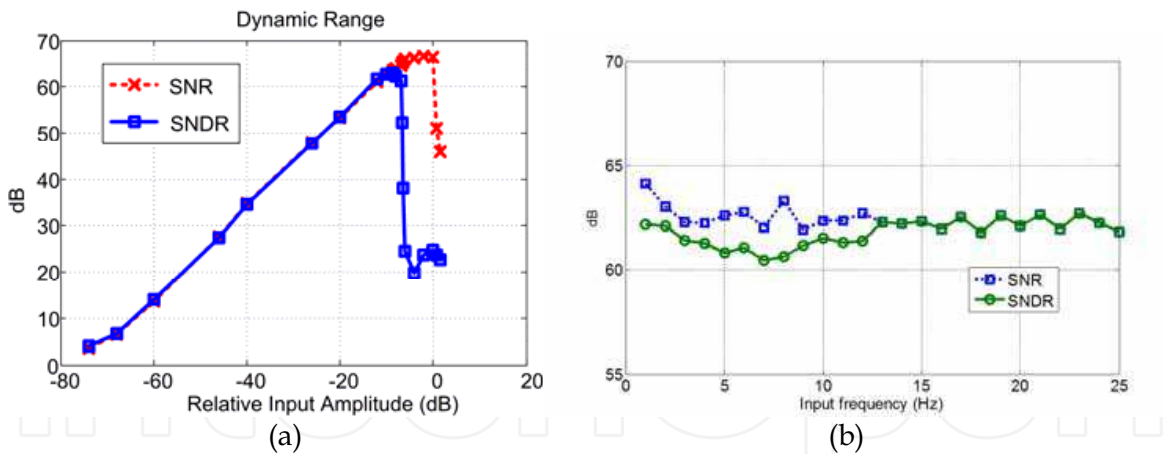 Dynamic Range
70
60
50
40
30
20
10
0
-80
-60
-40
-20
0
20
dB
Relative Input Amplitude (dB)
SNR
SNDR
(a)
70
65
60
55
0
5
10
15
20
25
dB
Input frequency (Hz)
SNR
SNDR
(b)